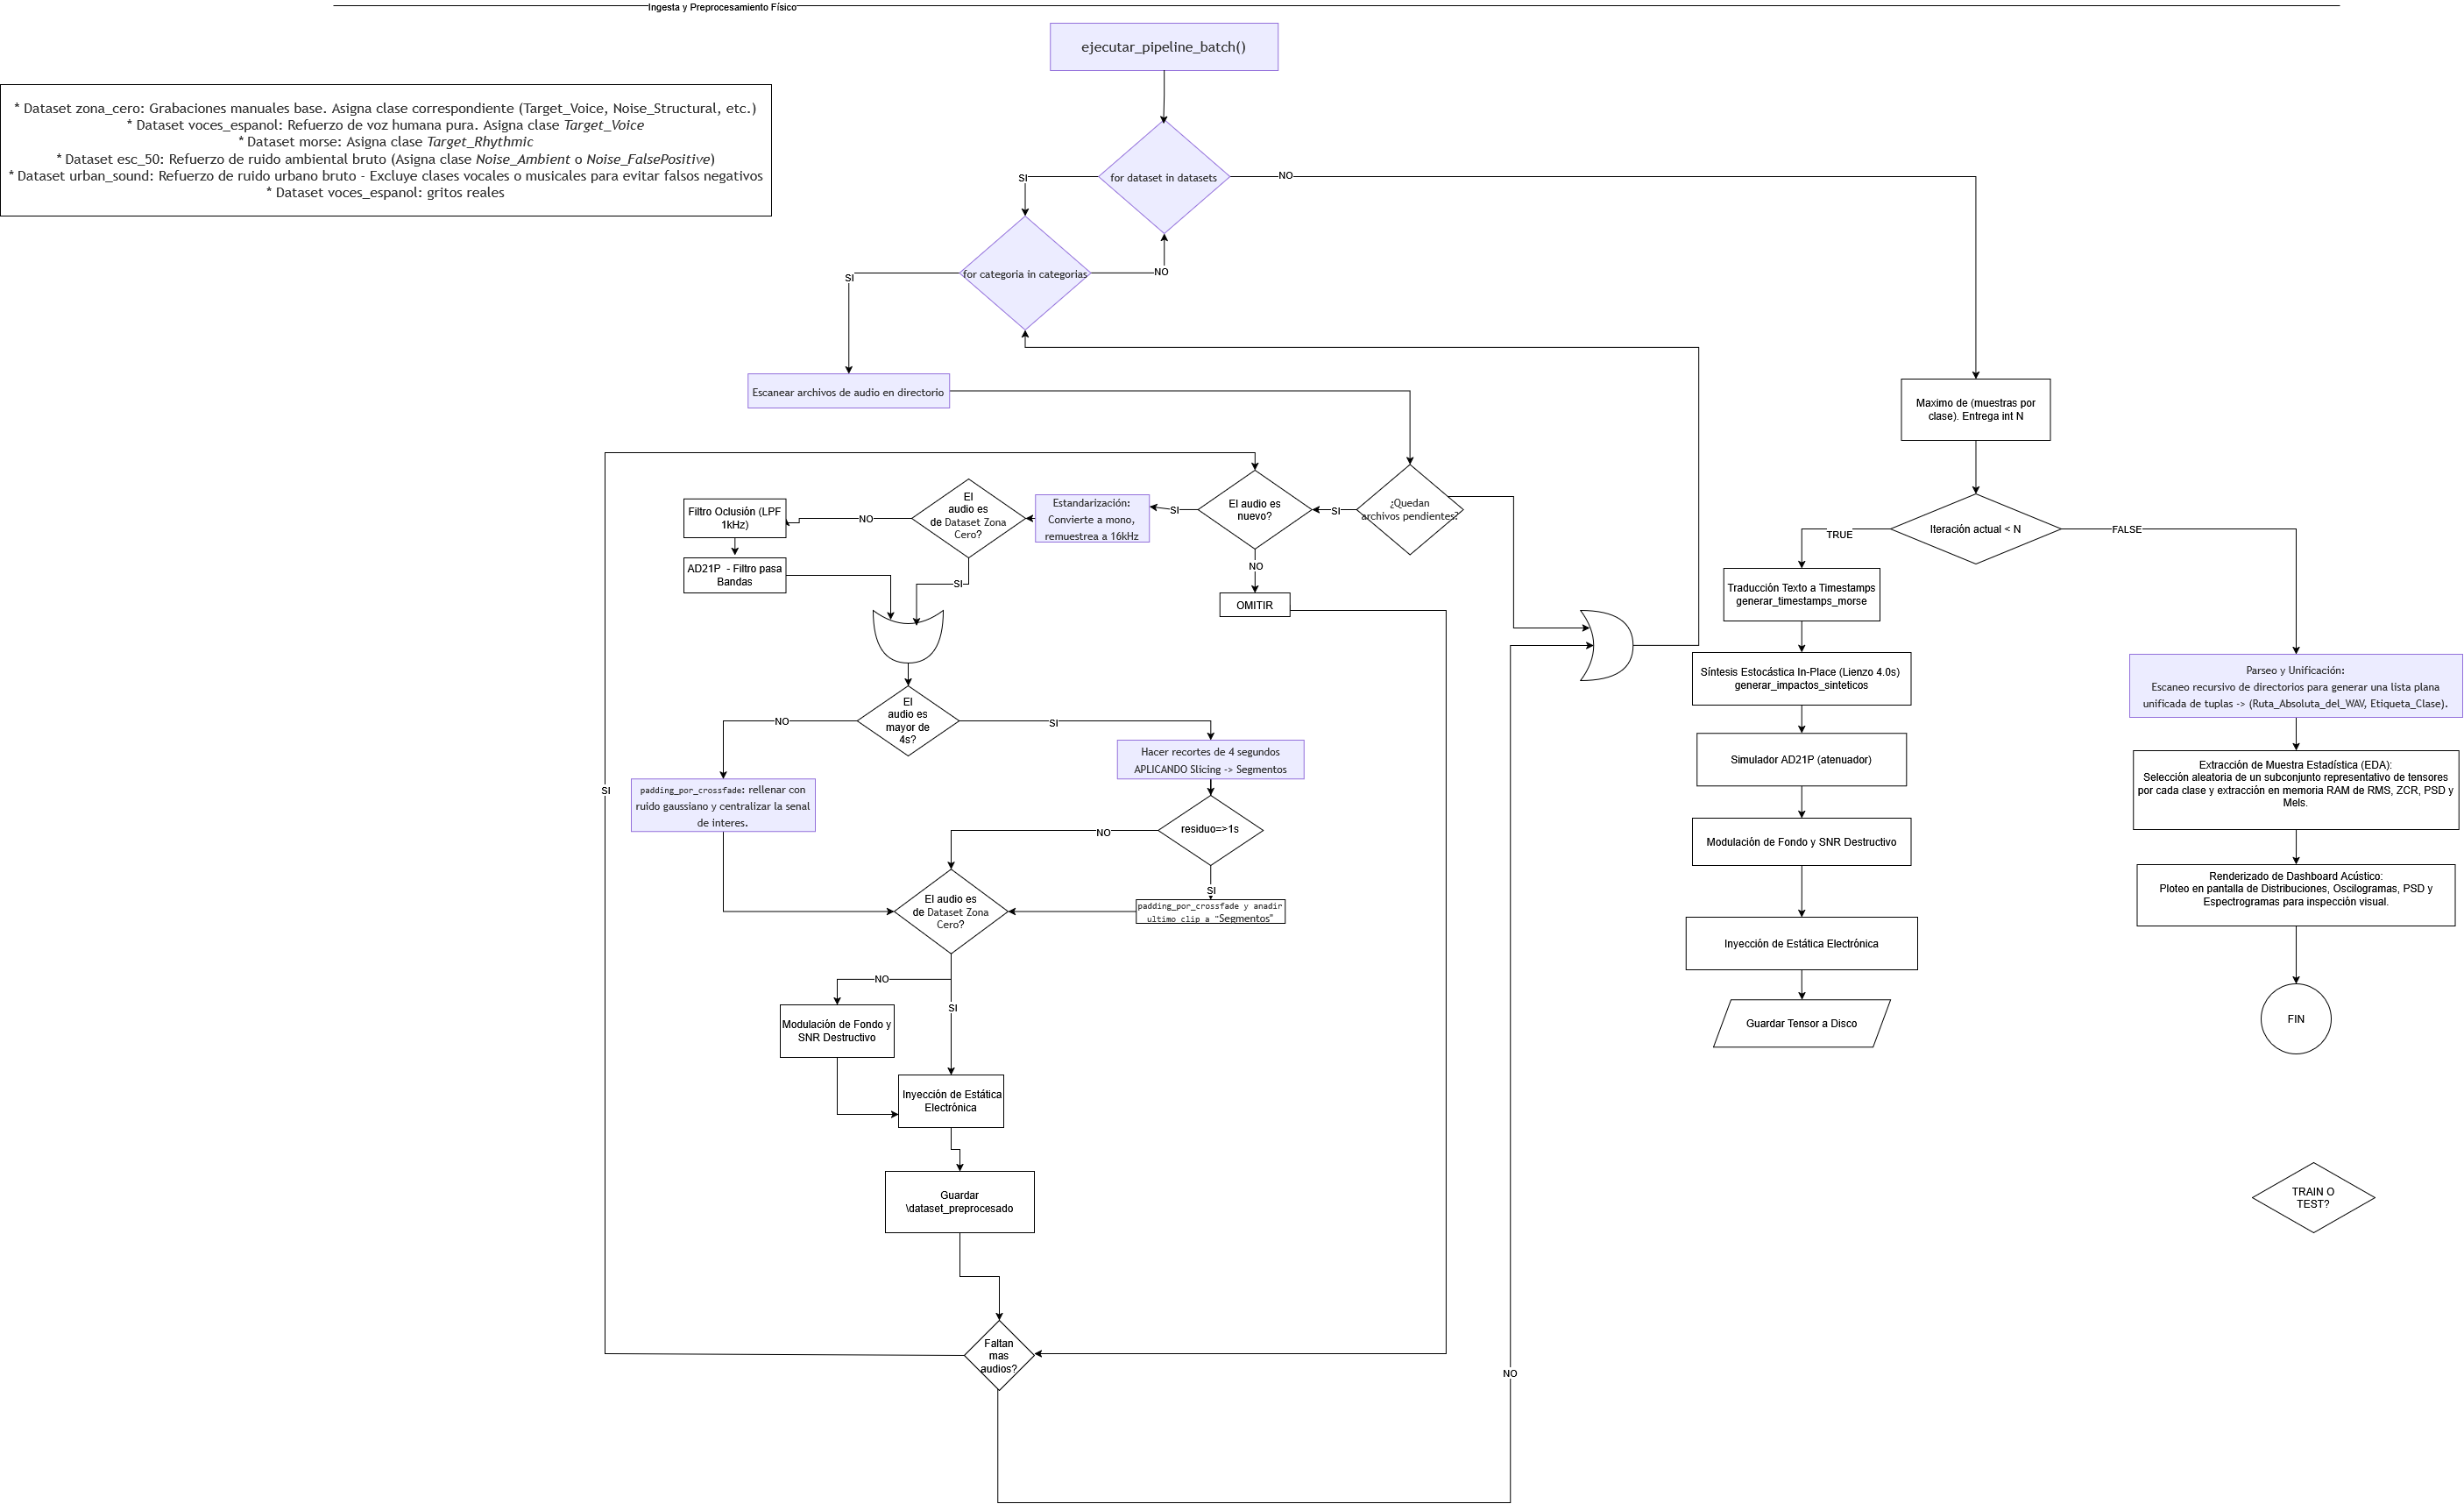 Ingesta y Preprocesamiento Físico
ejecutar_pipeline_batch()
* Dataset zona_cero: Grabaciones manuales base. Asigna clase correspondiente (Target_Voice, Noise_Structural, etc.)
* Dataset voces_espanol: Refuerzo de voz humana pura. Asigna clase Target_Voice
* Dataset morse: Asigna clase Target_Rhythmic
* Dataset esc_50: Refuerzo de ruido ambiental bruto (Asigna clase Noise_Ambient o Noise_FalsePositive)
* Dataset urban_sound: Refuerzo de ruido urbano bruto - Excluye clases vocales o musicales para evitar falsos negativos
* Dataset voces_espanol: gritos reales
for dataset in datasets
SI
NO
for categoria in categorias
SI
NO
Escanear archivos de audio en directorio
¿Quedan
archivos pendientes?
SI
El audio es
nuevo?
SI
NO
OMITIR
Estandarización:
Convierte a mono,
remuestrea a 16kHz
El
audio es
de Dataset Zona
Cero?
NO
SI
Filtro Oclusión (LPF
1kHz)
AD21P - Filtro pasa
Bandas
El
audio es
mayor de
4s?
NO
SI
padding_por_crossfade: rellenar con
ruido gaussiano y centralizar la senal
de interes.
Hacer recortes de 4 segundos
APLICANDO Slicing -> Segmentos
residuo=>1s
NO
SI
padding_por_crossfade y anadir
ultimo clip a "Segmentos"
El audio es
de Dataset Zona
Cero?
NO
SI
Modulación de Fondo y
SNR Destructivo
Inyección de Estática
Electrónica
Guardar
\dataset_preprocesado
Faltan
mas
audios?
SI
NO
Maximo de (muestras por
clase). Entrega int N
Iteración actual < N
TRUE
FALSE
Traducción Texto a Timestamps
generar_timestamps_morse
Síntesis Estocástica In-Place (Lienzo 4.0s)
generar_impactos_sinteticos
Simulador AD21P (atenuador)
Modulación de Fondo y SNR Destructivo
Inyección de Estática Electrónica
Guardar Tensor a Disco
Parseo y Unificación:
Escaneo recursivo de directorios para generar una lista plana
unificada de tuplas -> (Ruta_Absoluta_del_WAV, Etiqueta_Clase).
Extracción de Muestra Estadística (EDA):
Selección aleatoria de un subconjunto representativo de tensores
por cada clase y extracción en memoria RAM de RMS, ZCR, PSD y
Mels.
Renderizado de Dashboard Acústico:
Ploteo en pantalla de Distribuciones, Oscilogramas, PSD y
Espectrogramas para inspección visual.
FIN
TRAIN O
TEST?